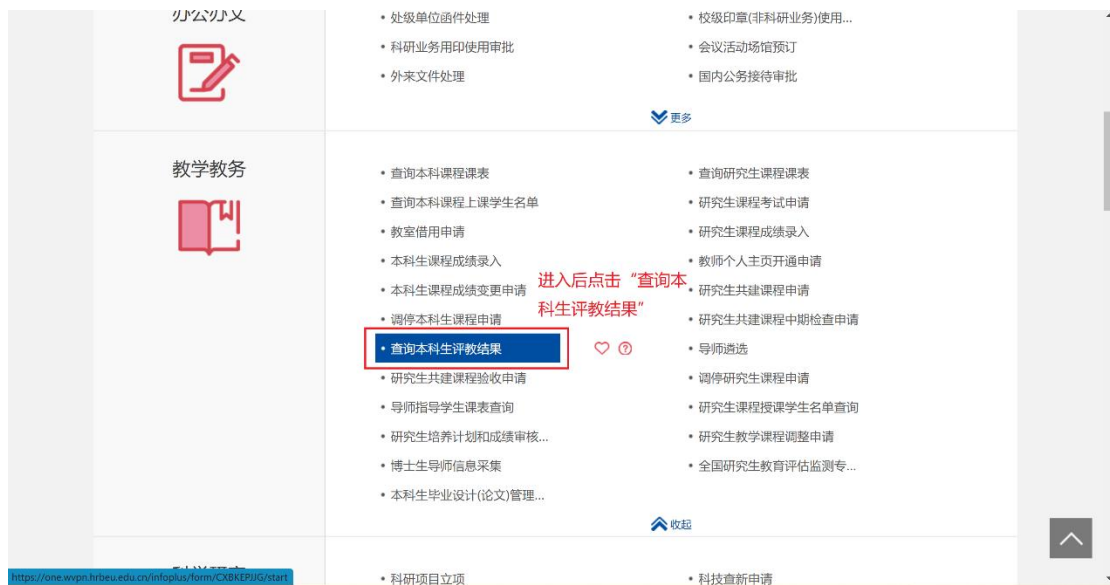 办公办文
• 处级单位函件处理
• 校级印章(非科研业务)使用...
• 科研业务用印使用审批
• 会议活动场馆预订
• 外来文件处理
• 国内公务接待审批
更多
教学教务
• 查询本科课程课表
• 查询研究生课程课表
• 查询本科课程上课学生名单
• 研究生课程考试申请
• 教室借用申请
• 研究生课程成绩录入
• 本科生课程成绩录入
• 教师个人主页开通申请
进入后点击“查询本
科生评教结果”
• 本科生课程成绩变更申请
• 研究生共建课程申请
• 调停本科生课程申请
• 研究生共建课程中期检查申请
• 查询本科生评教结果
• 导师遴选
• 研究生共建课程验收申请
• 调停研究生课程申请
• 导师指导学生课表查询
• 研究生课程授课学生名单查询
• 研究生培养计划和成绩审核...
• 研究生教学课程调整申请
• 博士生导师信息采集
• 全国研究生教育评估监测专...
• 本科生毕业设计(论文)管理...
收起
• 科研项目立项
• 科技查新申请
https://one.wvpn.hrbeu.edu.cn/infoplus/form/CXBKEPJJG/start